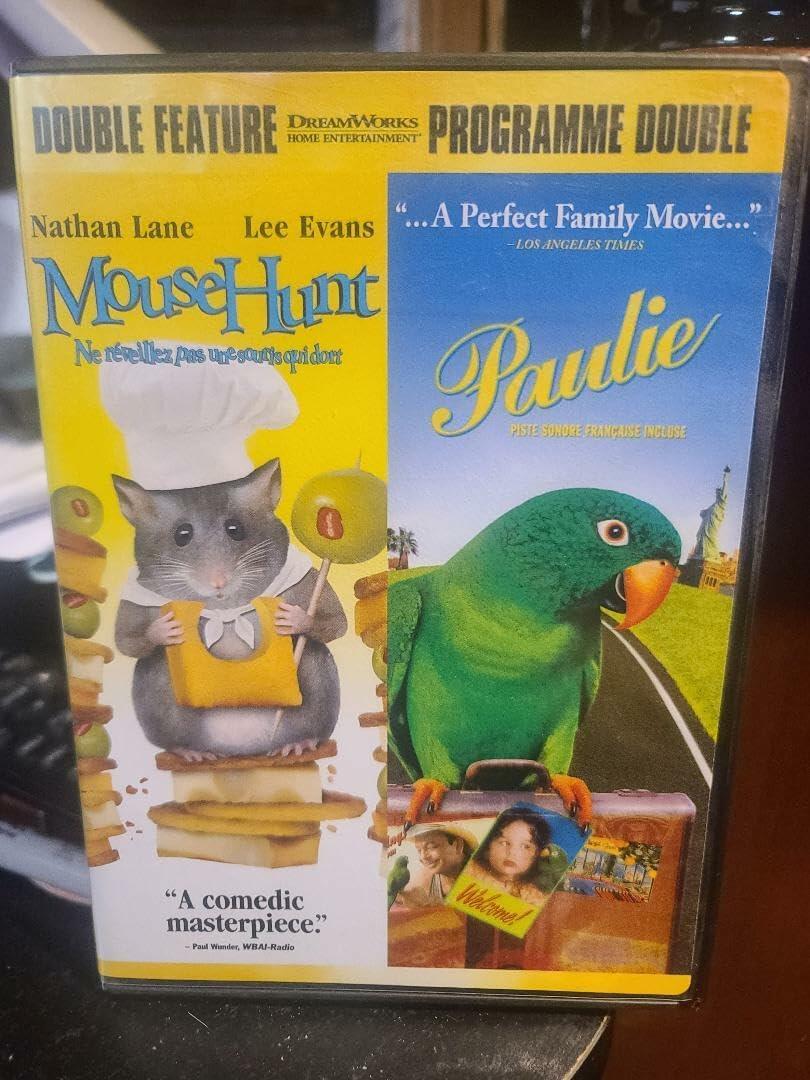 DOUBLE FEATURE
DREAMWORKS
HOME ENTERTAINMENT
PROGRAMME DOUBLE
Nathan Lane Lee Evans
MouseHunt
Ne réveillez pas une souris qui dort
"A comedic
masterpiece."
– Paul Wunder, WBAI-Radio
"...A Perfect Family Movie..."
–LOS ANGELES TIMES
Paulie
PISTE SONORE FRANÇAISE INCLUSE
Welcome!